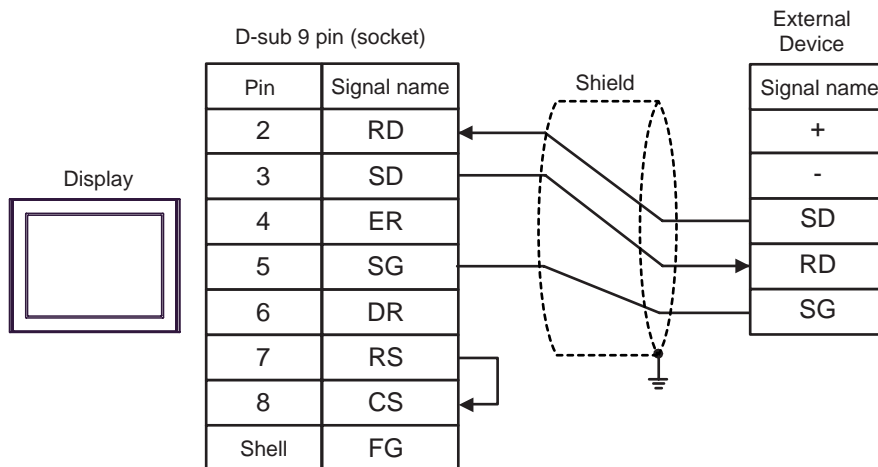 D-sub 9 pin (socket)
External
Device
Pin Signal name
Shield
Signal name
2 RD
+
3 SD
-
Display
4 ER
SD
5 SG
RD
6 DR
SG
7 RS
8 CS
Shell FG